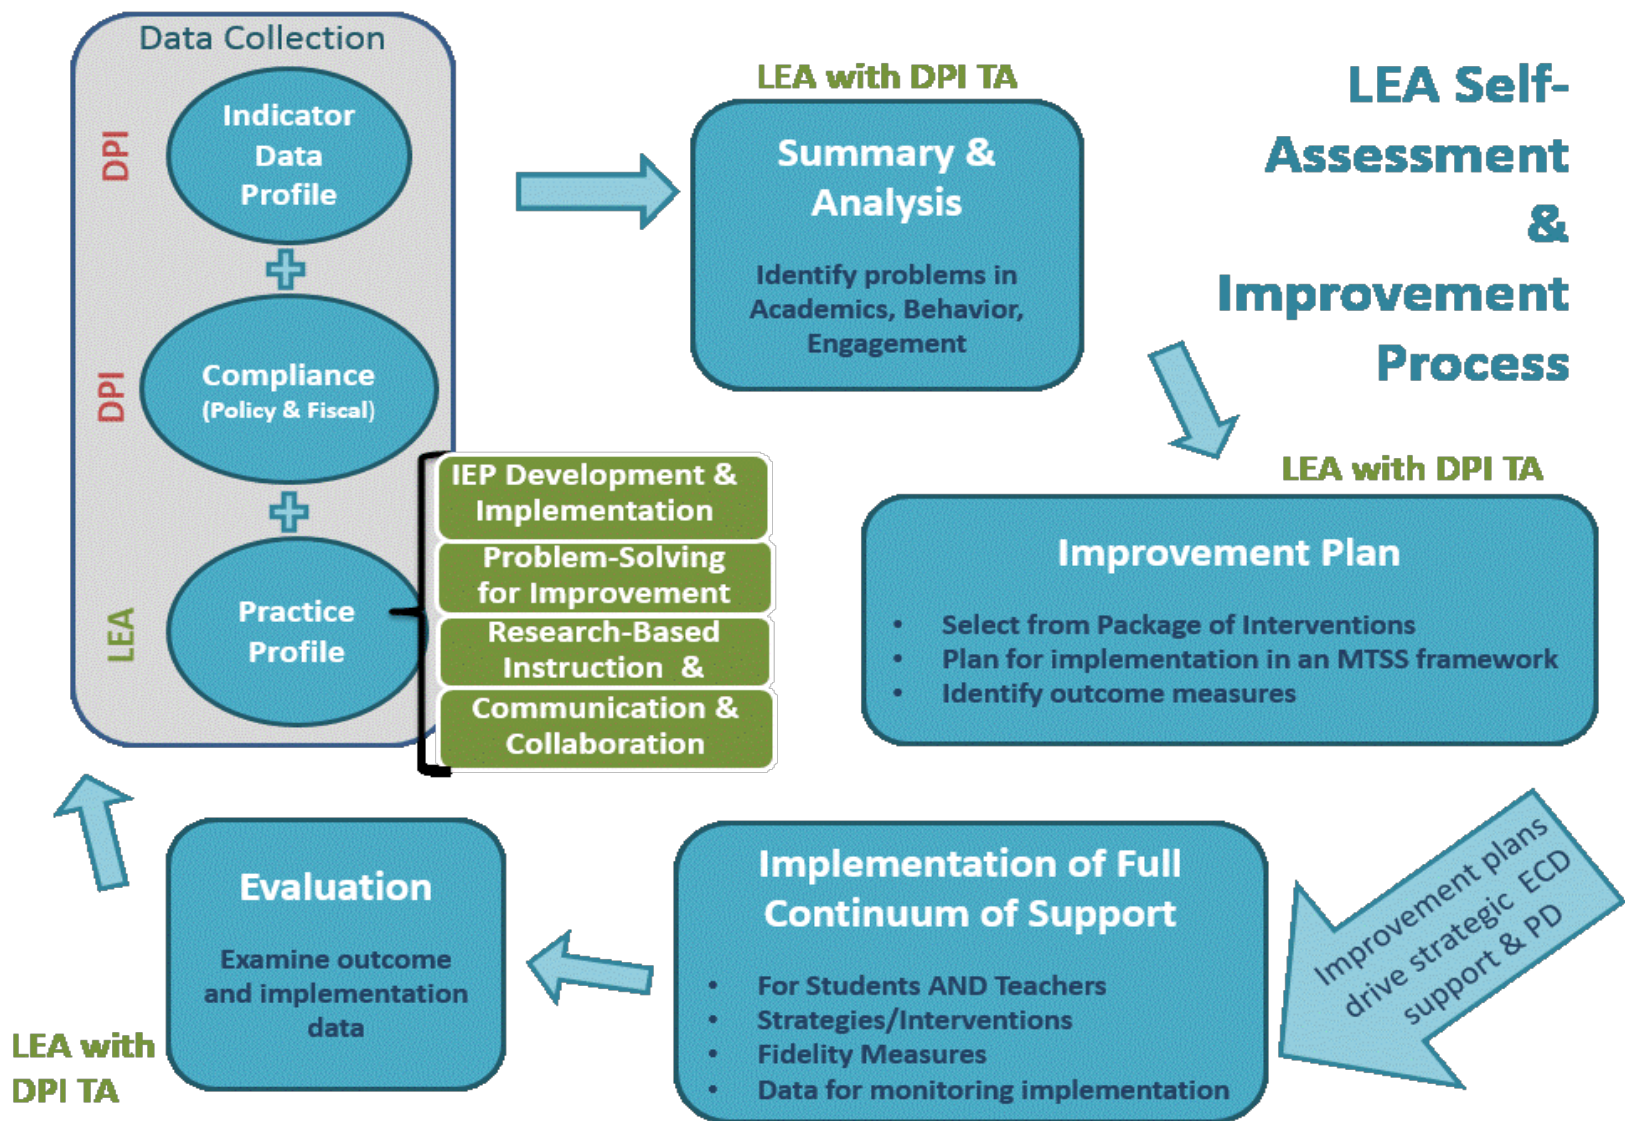 Data Collection
DPI
Indicator
Data
Profile
DPI
Compliance
(Policy & Fiscal)
LEA
Practice
Profile
IEP Development &
Implementation
Problem-Solving
for Improvement
Research-Based
Instruction &
Communication &
Collaboration
LEA with DPI TA
Summary &
Analysis
Identify problems in
Academics, Behavior,
Engagement
LEA Self-
Assessment
&
Improvement
Process
LEA with DPI TA
Improvement Plan
• Select from Package of Interventions
• Plan for implementation in an MTSS framework
• Identify outcome measures
Improvement plans
drive strategic ECD
support & PD
Implementation of Full
Continuum of Support
• For Students AND Teachers
• Strategies/Interventions
• Fidelity Measures
• Data for monitoring implementation
Evaluation
Examine outcome
and implementation
data
LEA with
DPI TA